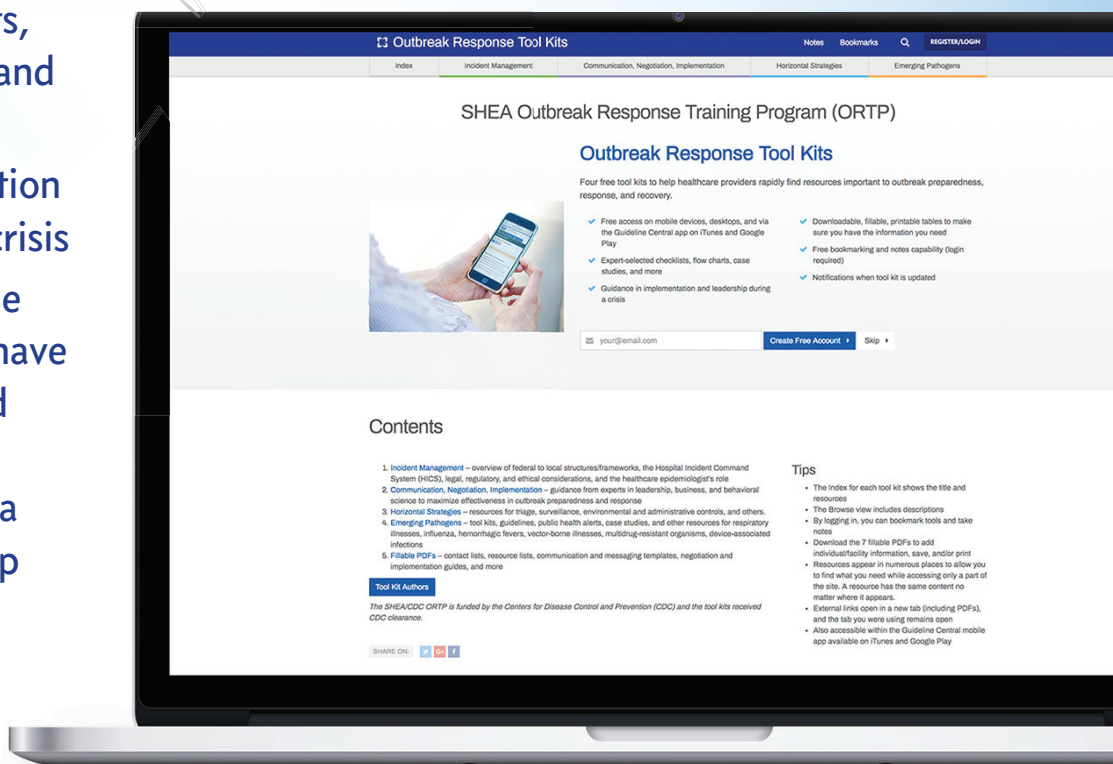 rs,
and
tion
crisis
e
have
d
a
p
Outbreak Response Tool Kits
Notes Bookmarks REGISTER/LOGIN
Index Incident Management Communication, Negotiation, Implementation Horizontal Strategies Emerging Pathogens
SHEA Outbreak Response Training Program (ORTP)
Outbreak Response Tool Kits
Four free tool kits to help healthcare providers rapidly find resources important to outbreak preparedness,
response, and recovery.
Free access on mobile devices, desktops, and via
the Guideline Central app on iTunes and Google
Play
Expert-selected checklists, flow charts, case
studies, and more
Guidance in implementation and leadership during
a crisis
Downloadable, fillable, printable tables to make
sure you have the information you need
Free bookmarking and notes capability (login
required)
Notifications when tool kit is updated
your@email.com Create Free Account Skip
Contents
1. Incident Management – overview of federal to local structures/frameworks, the Hospital Incident Command
System (HICS), legal, regulatory, and ethical considerations, and the healthcare epidemiologist's role
2. Communication, Negotiation, Implementation – guidance from experts in leadership, business, and behavioral
science to maximize effectiveness in outbreak preparedness and response
3. Horizontal Strategies – resources for triage, surveillance, environmental and administrative controls, and others.
4. Emerging Pathogens – tool kits, guidelines, public health alerts, case studies, and other resources for respiratory
illnesses, influenza, hemorrhagic fevers, vector-borne illnesses, multidrug-resistant organisms, device-associated
infections
5. Fillable PDFs – contact lists, resource lists, communication and messaging templates, negotiation and
implementation guides, and more
Tool Kit Authors
The SHEA/CDC ORTP is funded by the Centers for Disease Control and Prevention (CDC) and the tool kits received
CDC clearance.
SHARE ON: G+ f
Tips
• The Index for each tool kit shows the title and
resources
• The Browse view includes descriptions
• By logging in, you can bookmark tools and take
notes
• Download the 7 fillable PDFs to add
individual/facility information, save, and/or print
• Resources appear in numerous places to allow you
to find what you need while accessing only a part of
the site. A resource has the same content no
matter where it appears.
• External links open in a new tab (including PDFs),
and the tab you were using remains open
• Also accessible within the Guideline Central mobile
app available on iTunes and Google Play